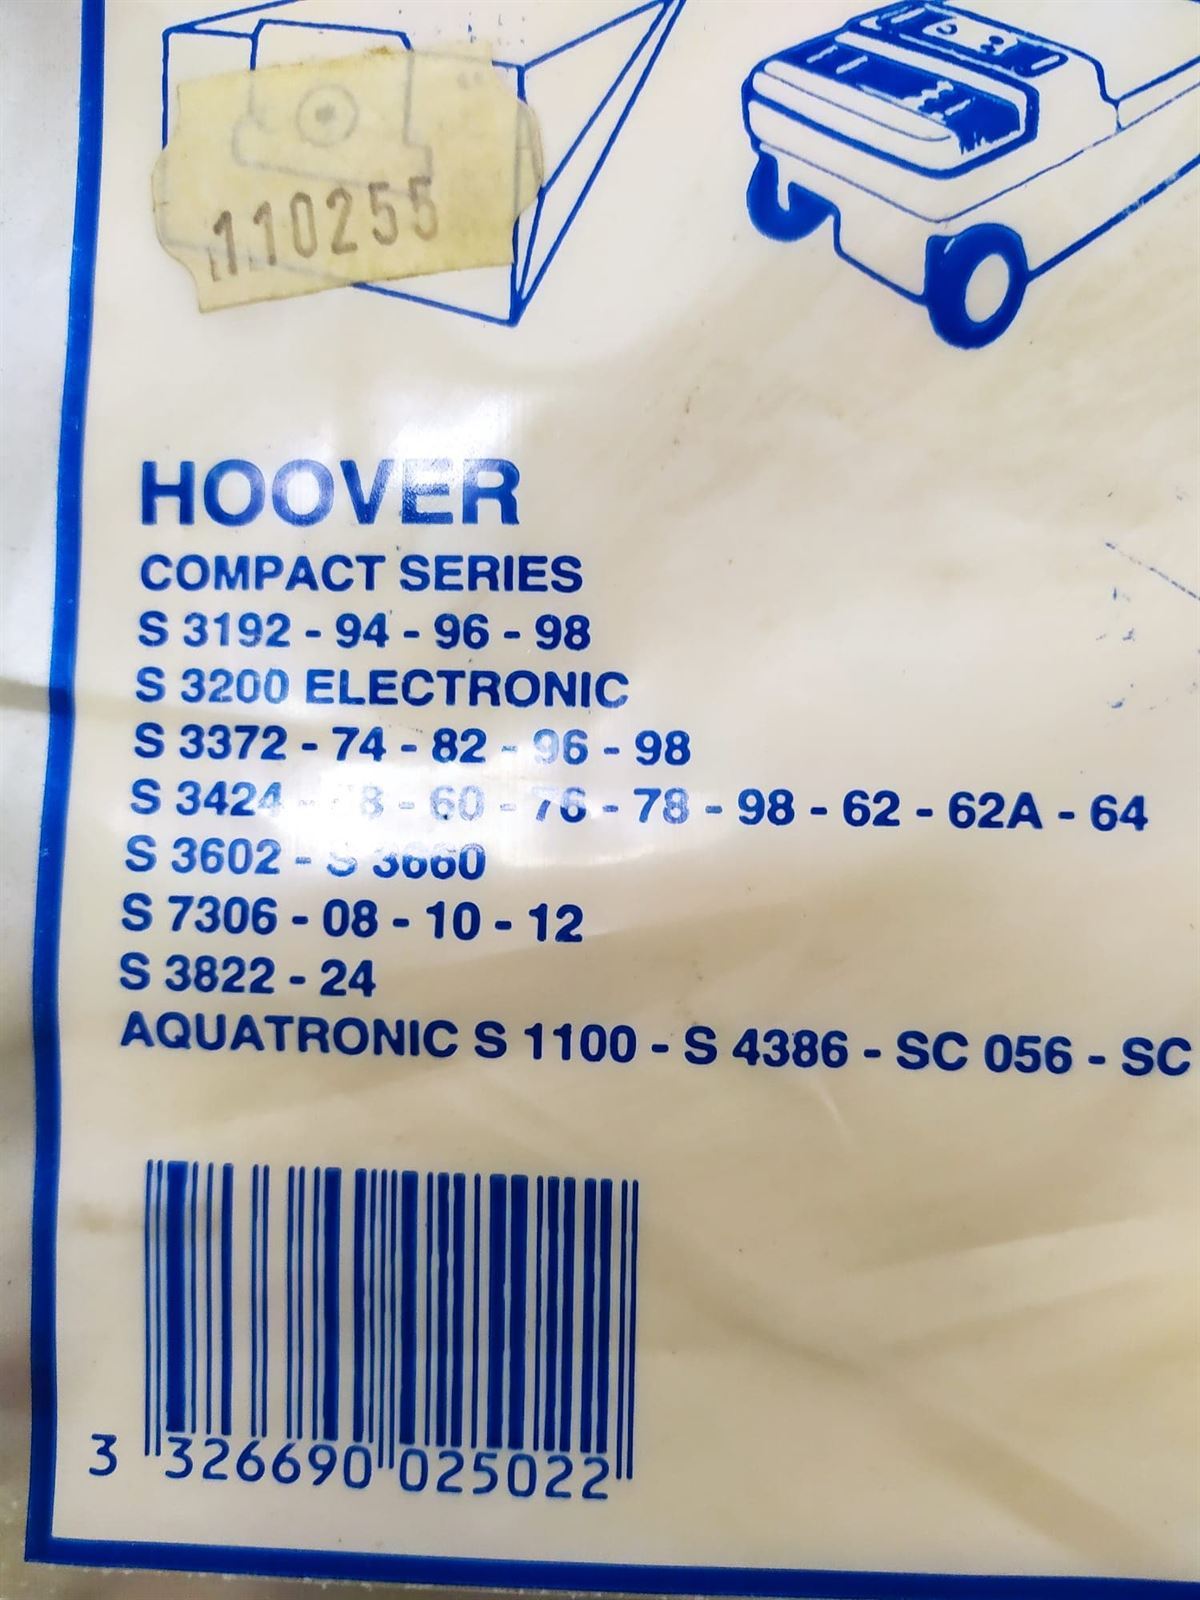 110255
HOOVER
COMPACT SERIES
S 3192 - 94 - 96 - 98
S 3200 ELECTRONIC
S 3372 - 74 - 82 - 96 - 98
S 3424 - - 60 - 76 - 78 - 98 - 62 - 62A - 64
S 3602 - S 3660
S 7306 - 08 - 10 - 12
S 3822 - 24
AQUATRONIC S 1100 - S 4386 - SC 056 - SC
3 326690 025022